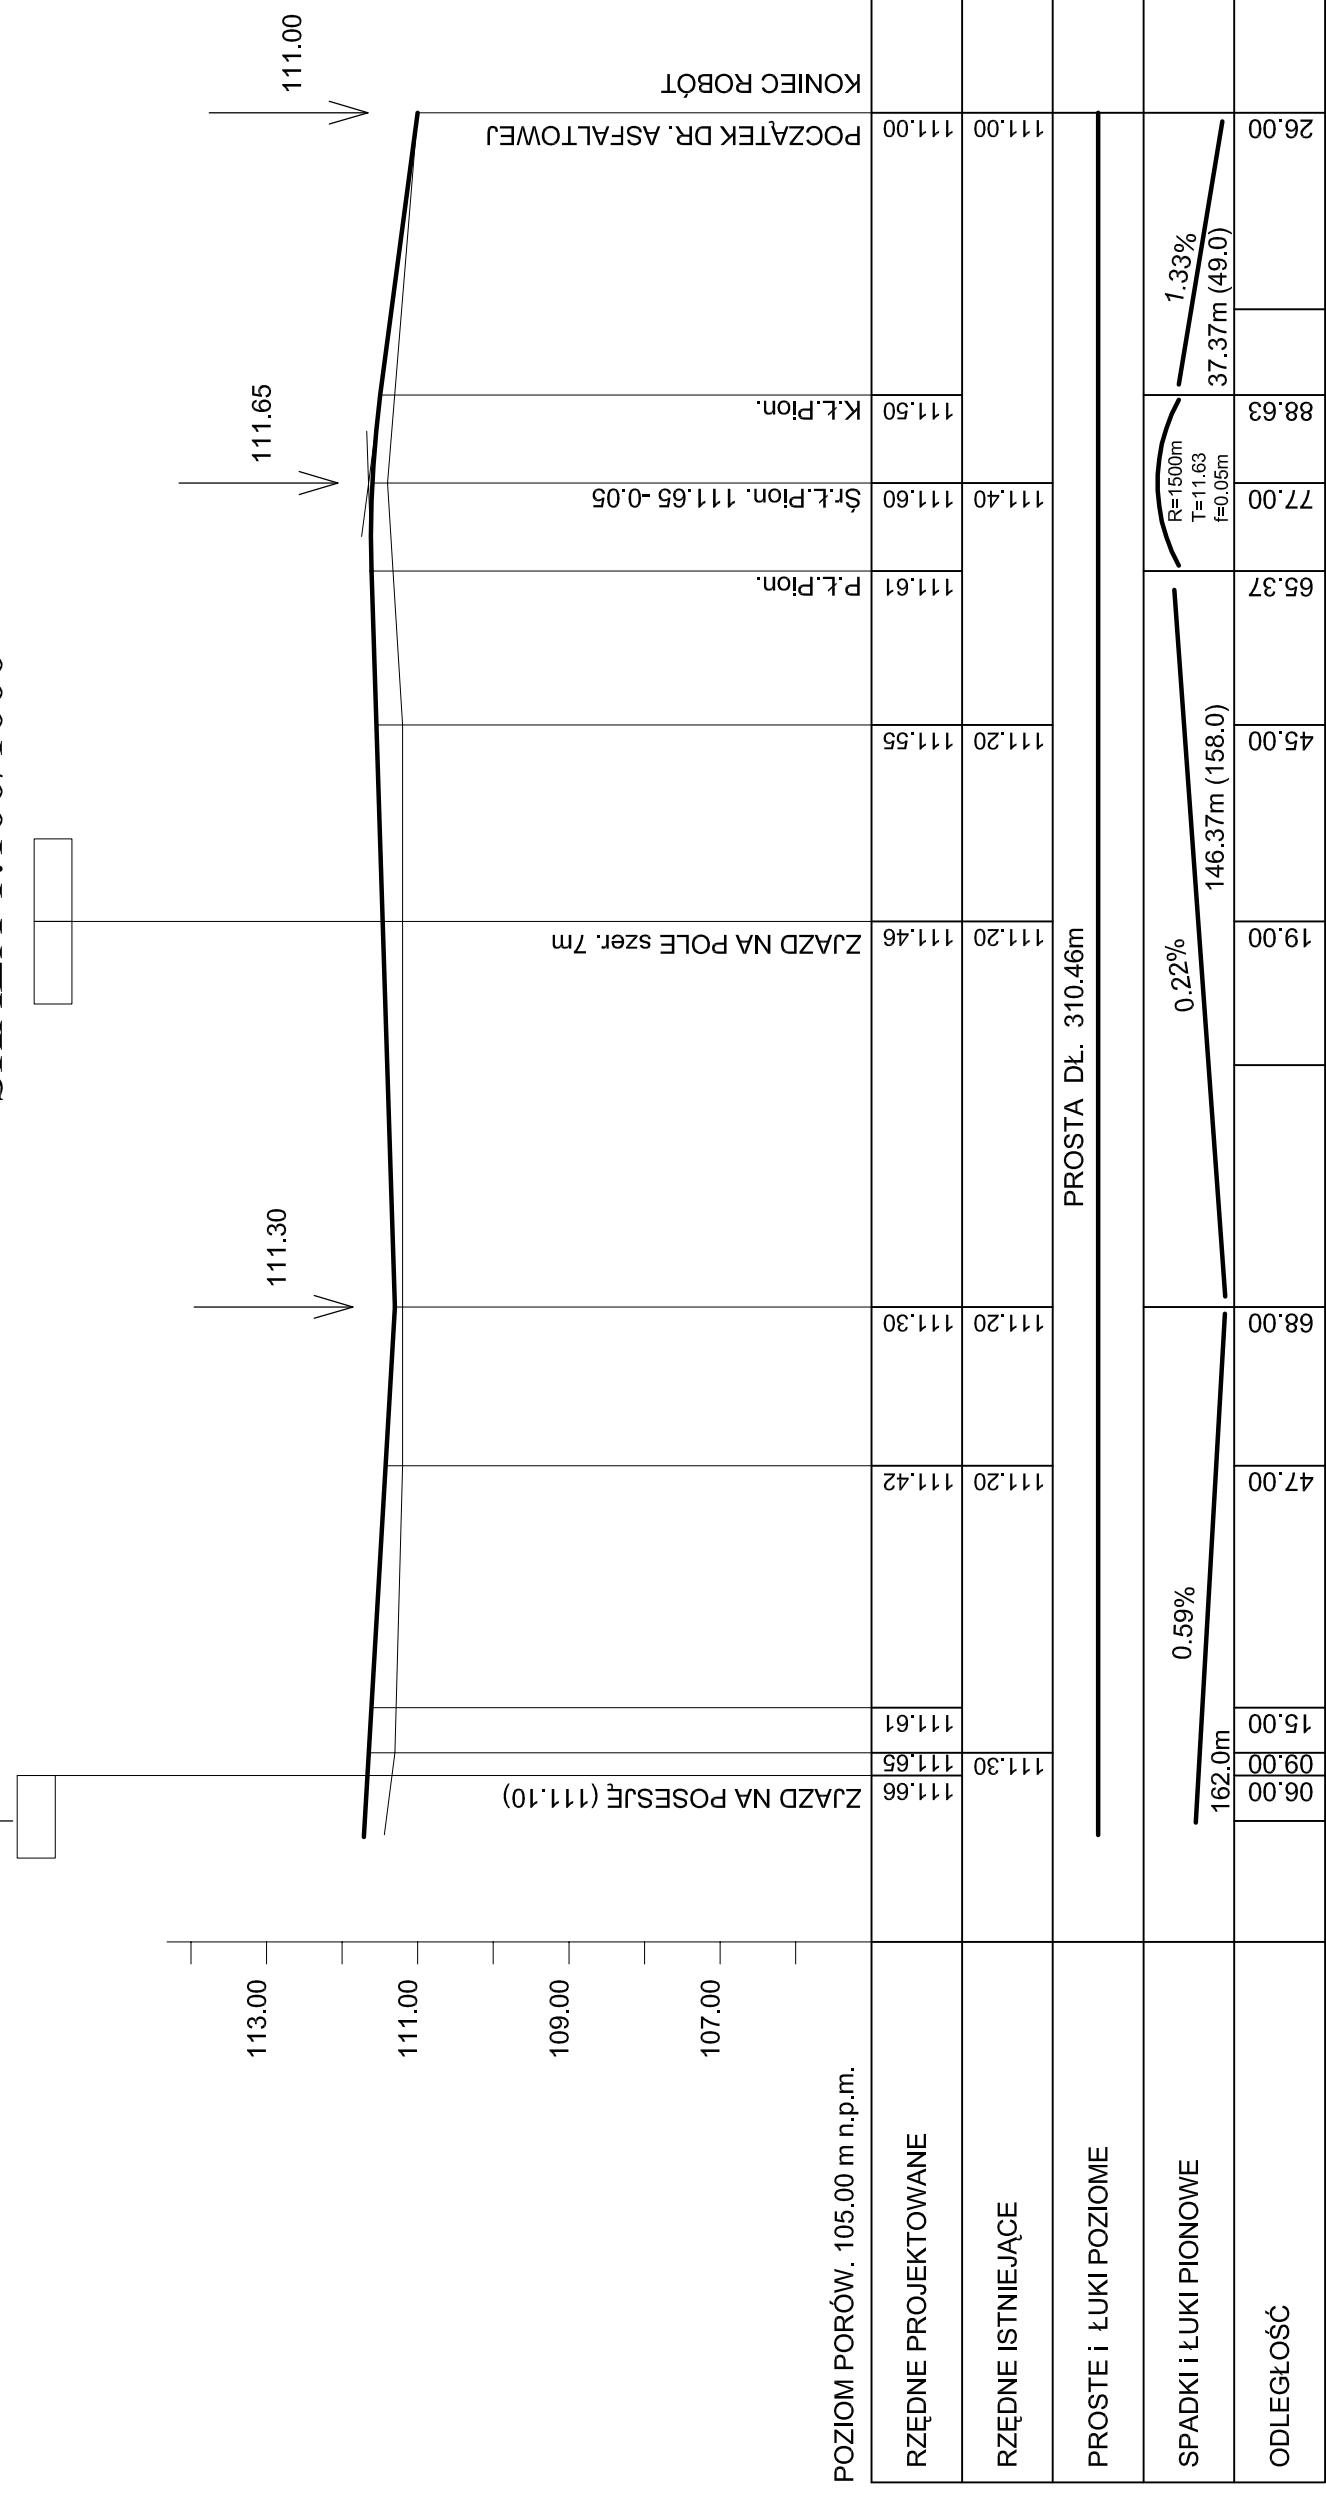 111.30
111.65
111.00
113.00
111.00
109.00
107.00
POZIOM PORÓW. 105.00 m n.p.m.
ZJAZD NA POSESJĘ (111.10)
ZJAZD NA POLE szer. 7m
P.Ł.Pion.
Śr.Ł.Pion. 111.65 -0.05
K.Ł.Pion.
POCZĄTEK DR. ASFALTOWEJ
KONIEC ROBÓT
RZĘDNE PROJEKTOWANE
111.66
111.65
111.61
111.42
111.30
111.46
111.55
111.61
111.60
111.50
111.00
RZĘDNE ISTNIEJĄCE
111.30
111.20
111.20
111.20
111.20
111.40
111.00
PROSTE i ŁUKI POZIOME
PROSTA DŁ. 310.46m
SPADKI i ŁUKI PIONOWE
162.0m
0.59%
0.22%
146.37m (158.0)
R=1500m
T=11.63
f=0.05m
1.33%
37.37m (49.0)
ODLEGŁOŚĆ
06.00
09.00
15.00
47.00
68.00
19.00
45.00
65.37
77.00
88.63
26.00